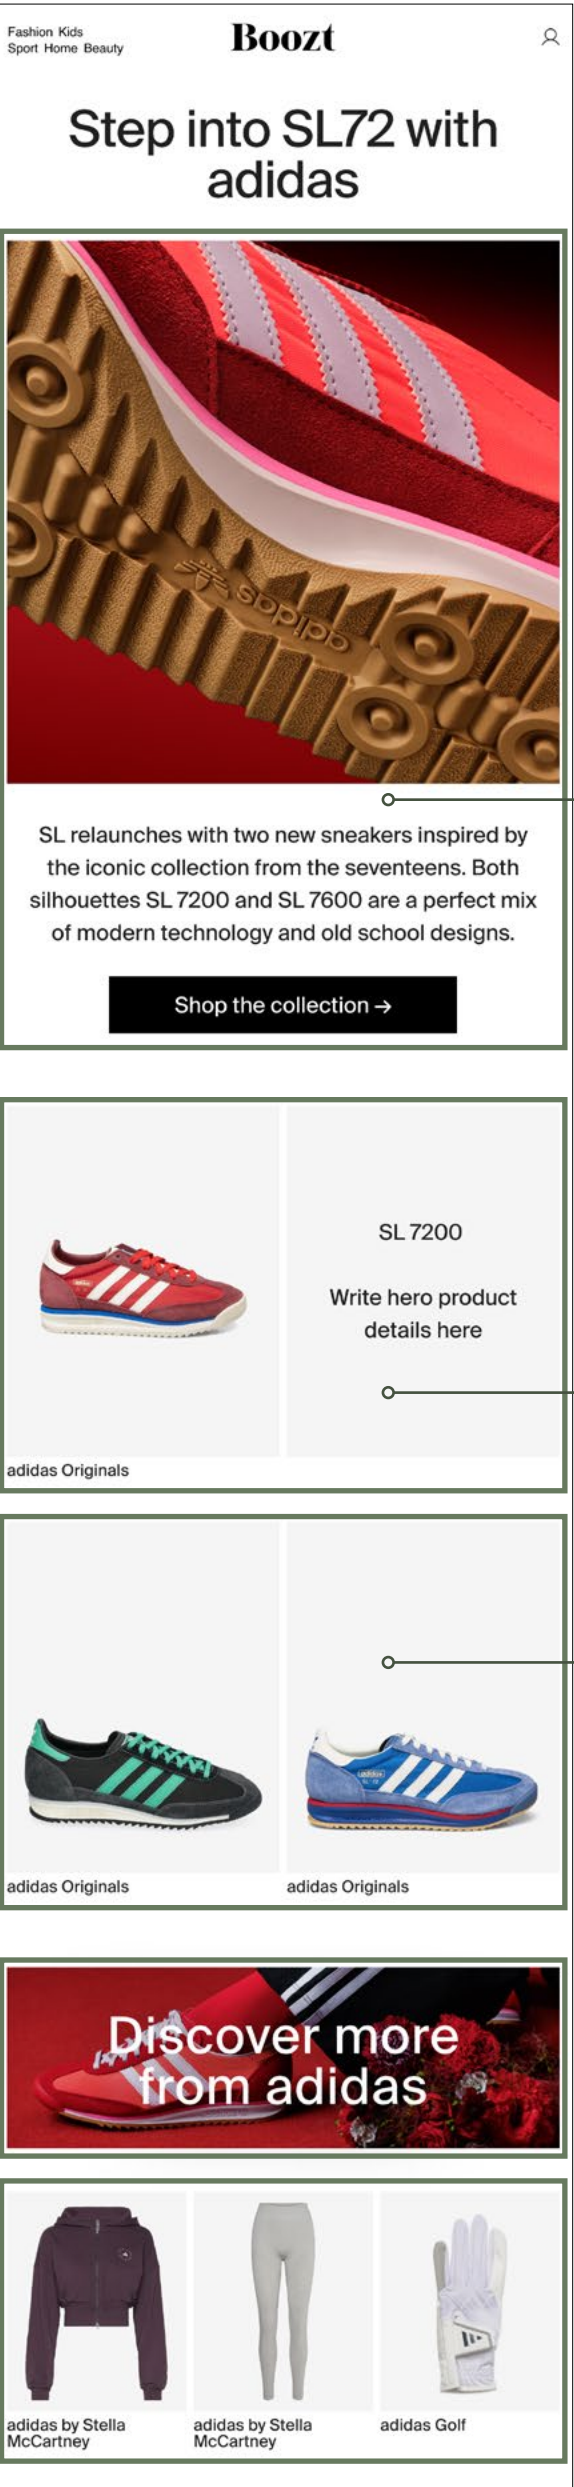 Fashion Kids
Sport Home Beauty
Boozt
Step into SL72 with
adidas
adidas
SL relaunches with two new sneakers inspired by
the iconic collection from the seventeens. Both
silhouettes SL 7200 and SL 7600 are a perfect mix
of modern technology and old school designs.
Shop the collection →
SL 7200
Write hero product
details here
adidas Originals
adidas Originals
adidas Originals
Discover more
from adidas
adidas by Stella
McCartney
adidas by Stella
McCartney
adidas Golf